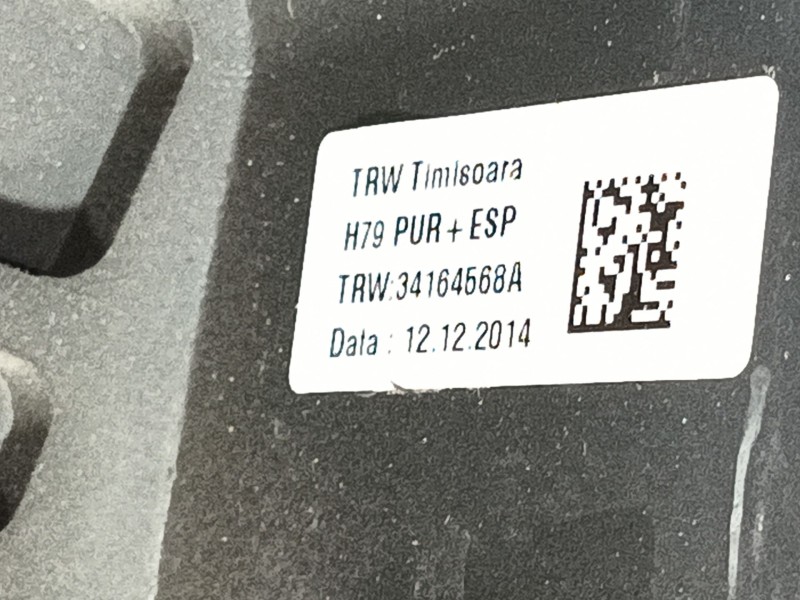 TRW Timisoara
H79 PUR + ESP
TRW:34164568A
Data : 12.12.2014